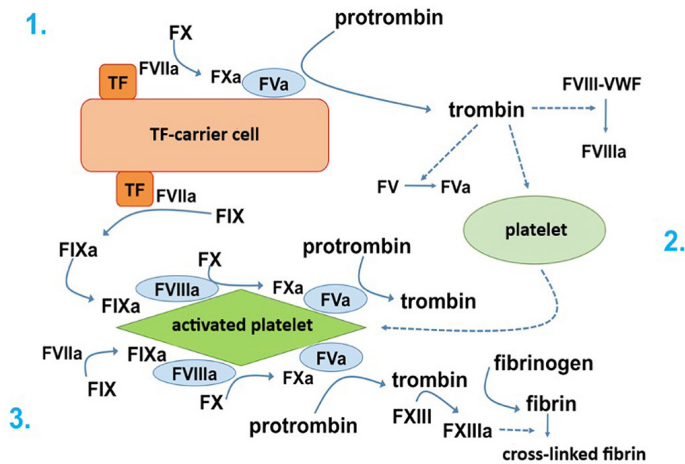 1.
protrombin
FX
FVIIa
TF
FXa
FVa
TF-carrier cell
trombin
FVIII-VWF
FVIIIa
FV
FVa
TF
FVIIa
FIX
platelet
2.
FIXa
FX
protrombin
FVIIIa
FXa
FVa
FIXa
trombin
activated platelet
FVIIa
FIXa
FVIIIa
FVa
FIX
FX
FXa
trombin
fibrinogen
fibrin
3.
protrombin
FXIII
FXIIIa
cross-linked fibrin